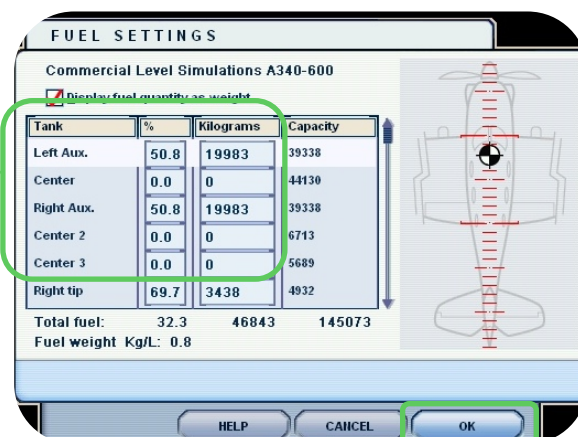 FUEL SETTINGS
Commercial Level Simulations A340-600
Display fuel quantity as weight
Tank % Kilograms Capacity
Left Aux. 50.8 19983 39338
Center 0.0 0 44130
Right Aux. 50.8 19983 39338
Center 2 0.0 0 6713
Center 3 0.0 0 5689
Right tip 69.7 3438 4932
Total fuel: 32.3 46843 145073
Fuel weight Kg/L: 0.8
HELP CANCEL OK